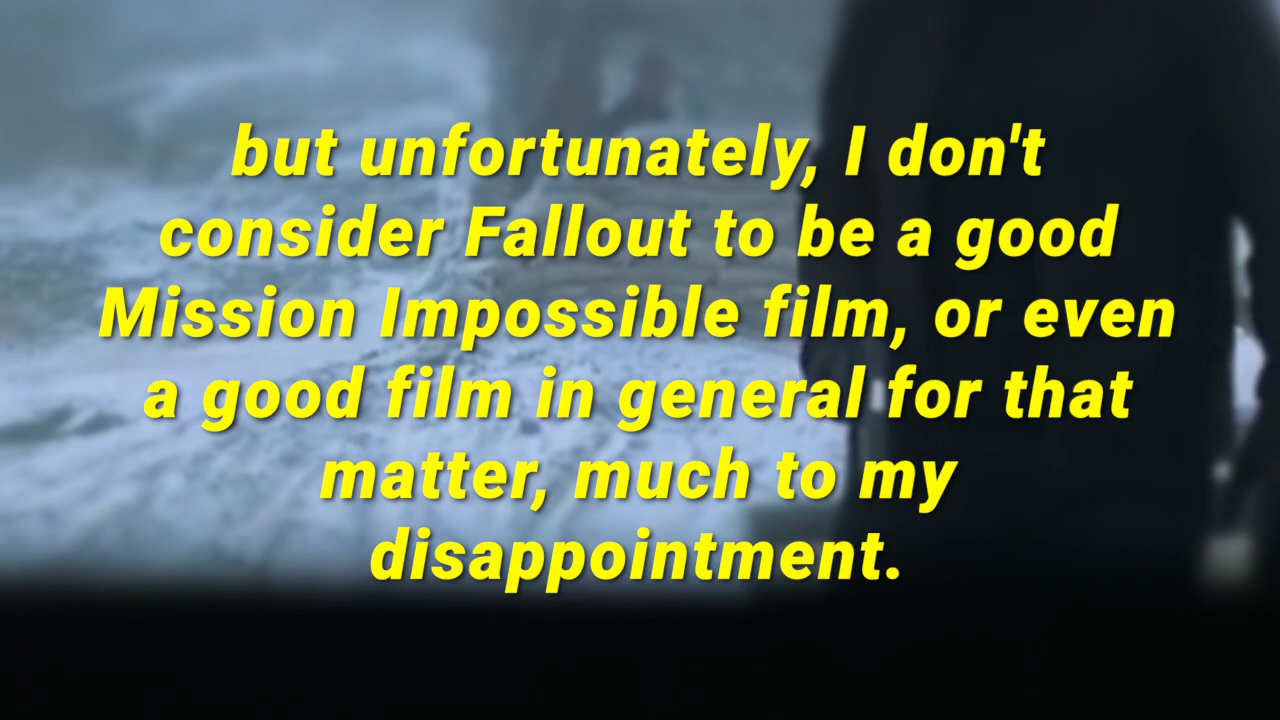 but unfortunately, I don't
consider Fallout to be a good
Mission Impossible film, or even
a good film in general for that
matter, much to my
disappointment.